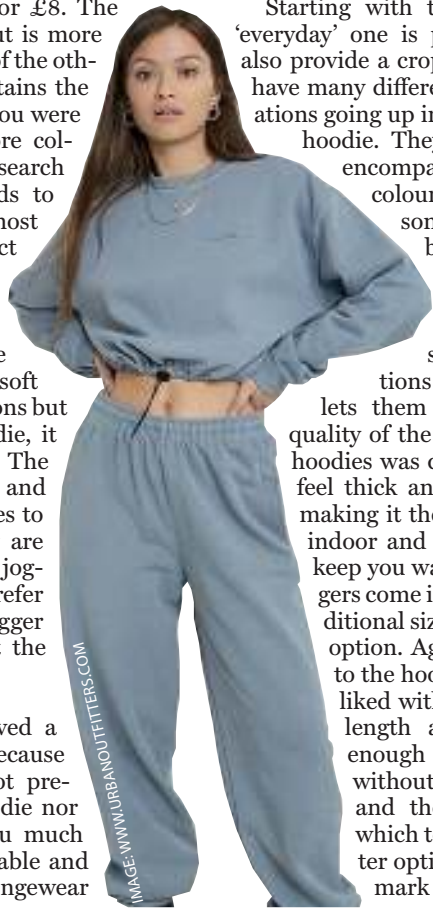 or £8. The
ut is more
of the oth-
tains the
ou were
re col-
search
ds to
most
ct
e
soft
ons but
die, it
The
and
es to
are
jog-
refer
gger
t the
ved a
ecause
ot pre-
die nor
u much
able and
ngewear
IMAGE: WWW.URBANOUTFITTERS.COM
Starting with t
‘everyday’ one is p
also provide a crop
have many differe
ations going up in
hoodie. They
encompa
colour
som
b
s
tions
lets them
quality of the
hoodies was o
feel thick an
making it the
indoor and
keep you wa
gers come i
ditional siz
option. Ag
to the hoo
liked with
length a
enough
without
and the
which t
ter opti
mark